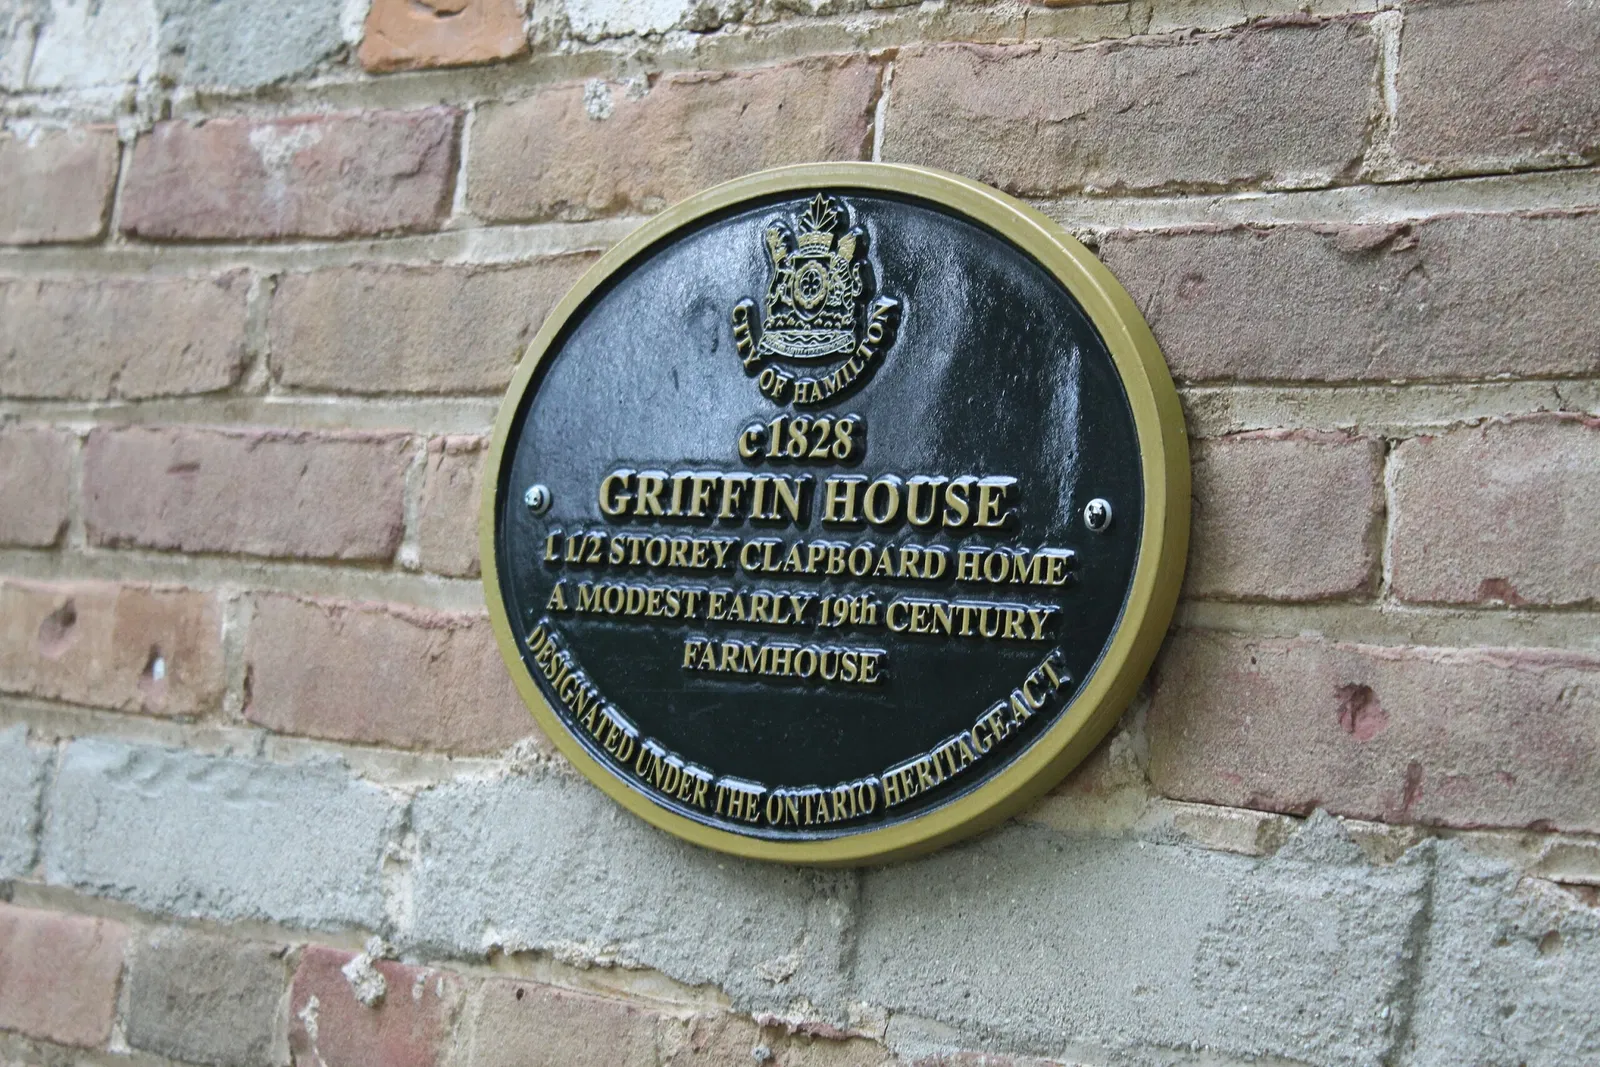 CITY OF HAMILTON
c 1828
GRIFFIN HOUSE
1 1/2 STOREY CLAPBOARD HOME
A MODEST EARLY 19th CENTURY
FARMHOUSE
DESIGNATED UNDER THE ONTARIO HERITAGE ACT